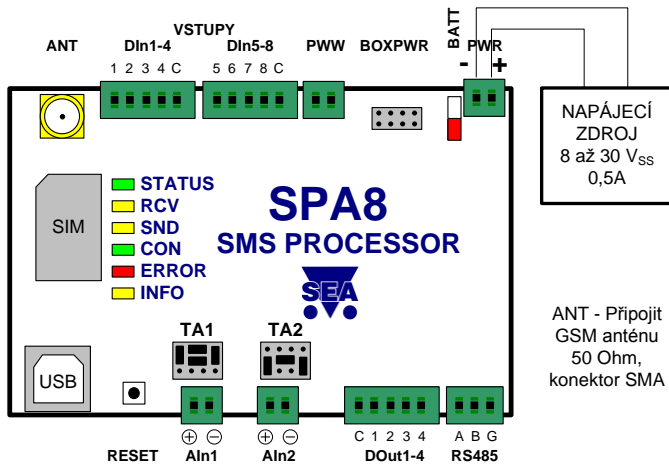 VSTUPY
ANT DIn1-4 DIn5-8 PWW BOXPWR BATT PWR
1 2 3 4 C 5 6 7 8 C - +
NAPÁJECÍ
ZDROJ
8 až 30 VSS
0,5A
SIM
STATUS
RCV
SND
CON
ERROR
INFO
SPA8
SMS PROCESSOR
SEA
ANT - Připojit
GSM anténu
50 Ohm,
konektor SMA
TA1 TA2
USB
+ - + - C 1 2 3 4 A B G
RESET AIn1 AIn2 DOut1-4 RS485